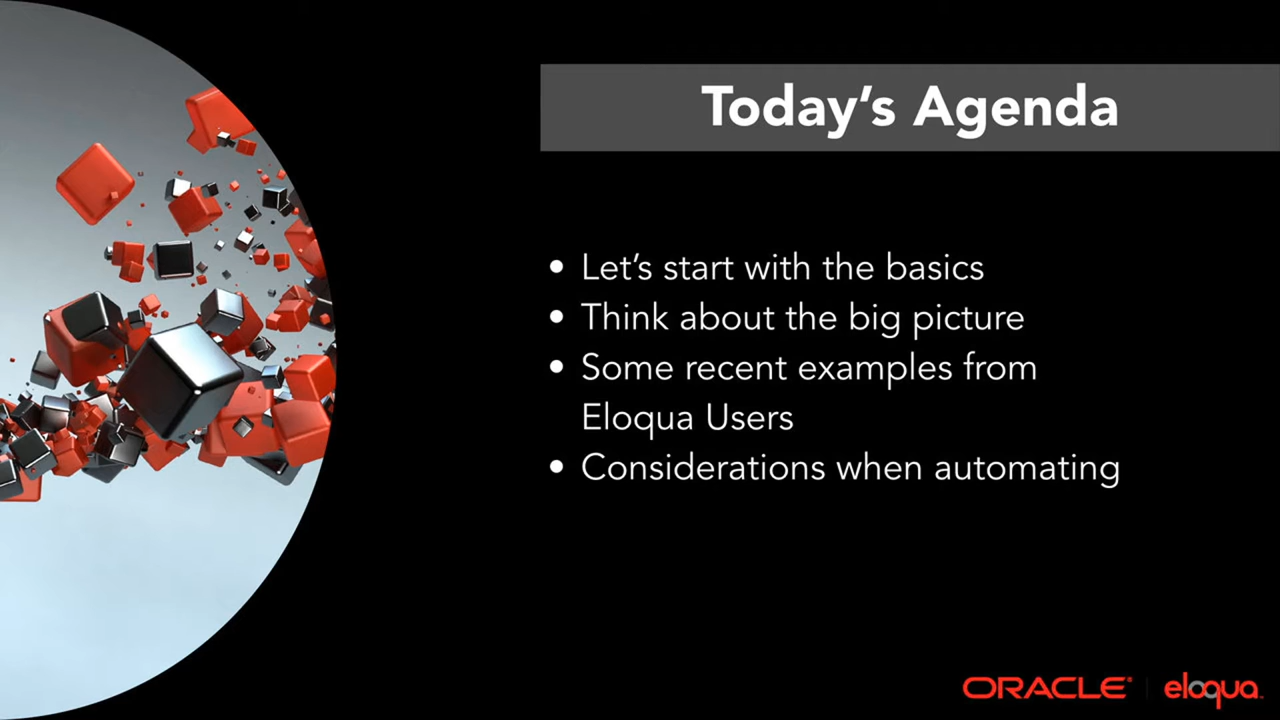 Today's Agenda
• Let's start with the basics
• Think about the big picture
• Some recent examples from
Eloqua Users
• Considerations when automating
ORACLE® | eloqua™